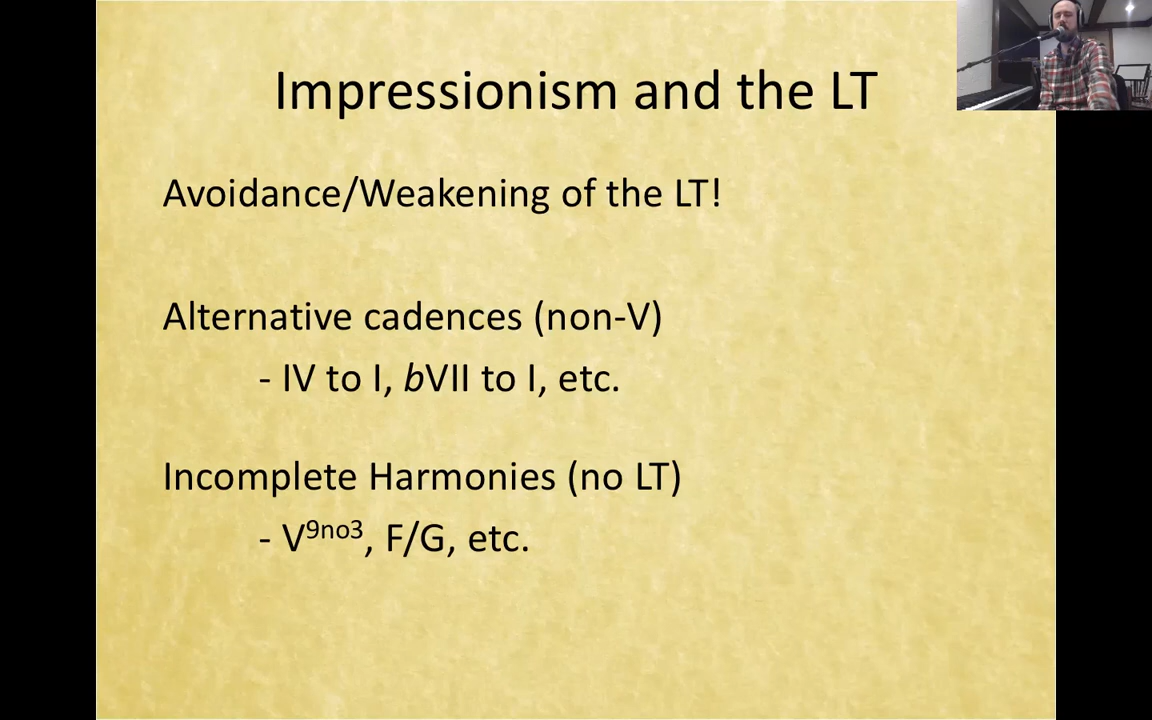 Impressionism and the LT
Avoidance/Weakening of the LT!
Alternative cadences (non-V)
- IV to I, bVII to I, etc.
Incomplete Harmonies (no LT)
- V9no3, F/G, etc.